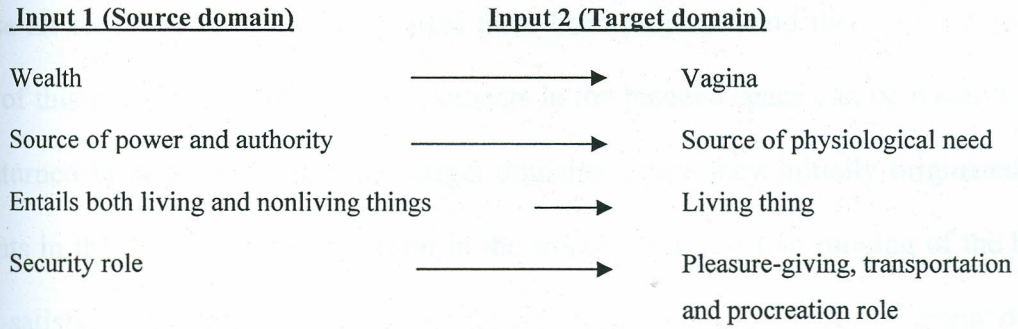 Input 1 (Source domain) Input 2 (Target domain)
Wealth Vagina
Source of power and authority Source of physiological need
Entails both living and nonliving things Living thing
Security role Pleasure-giving, transportation
and procreation role